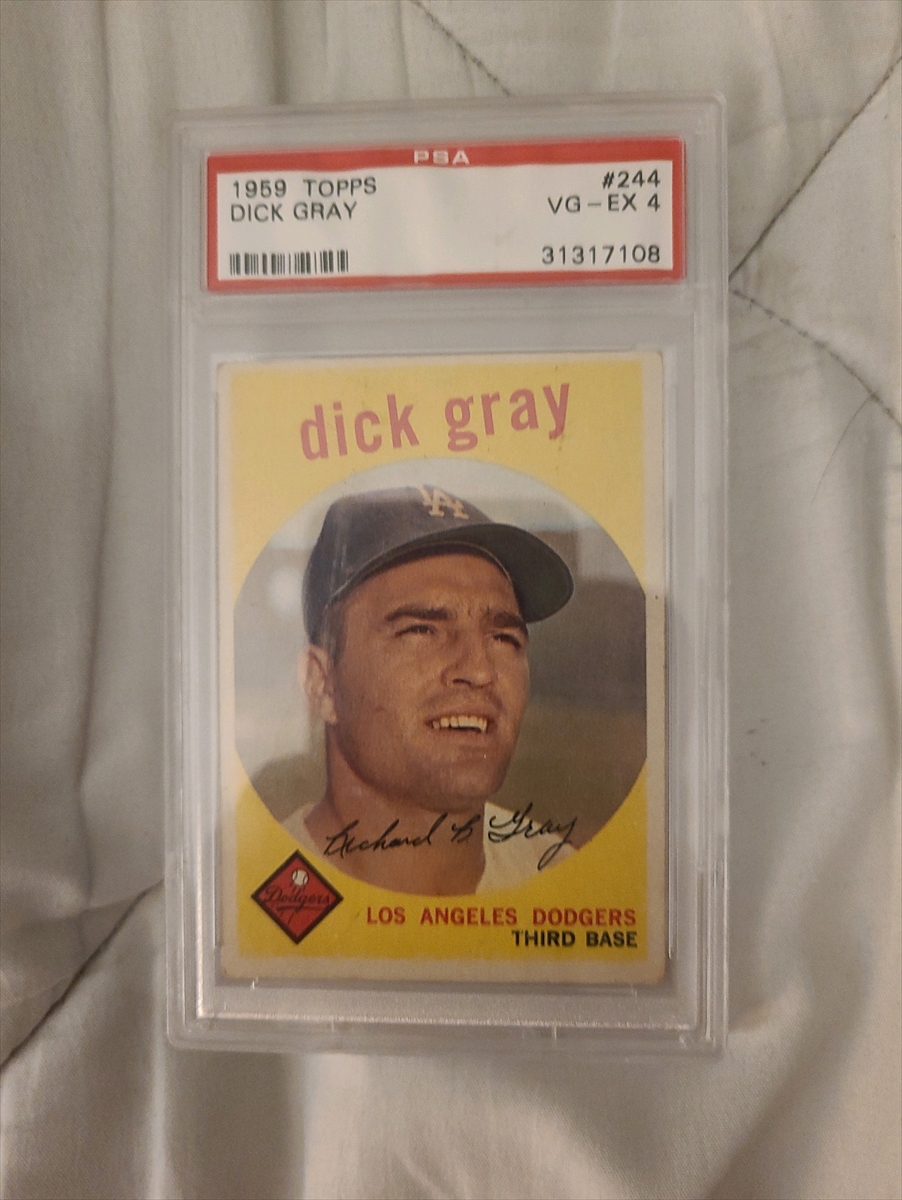 PSA
1959 TOPPS #244
DICK GRAY VG-EX 4
31317108
dick gray
LA
Richard B Gray
Dodgers
LOS ANGELES DODGERS
THIRD BASE